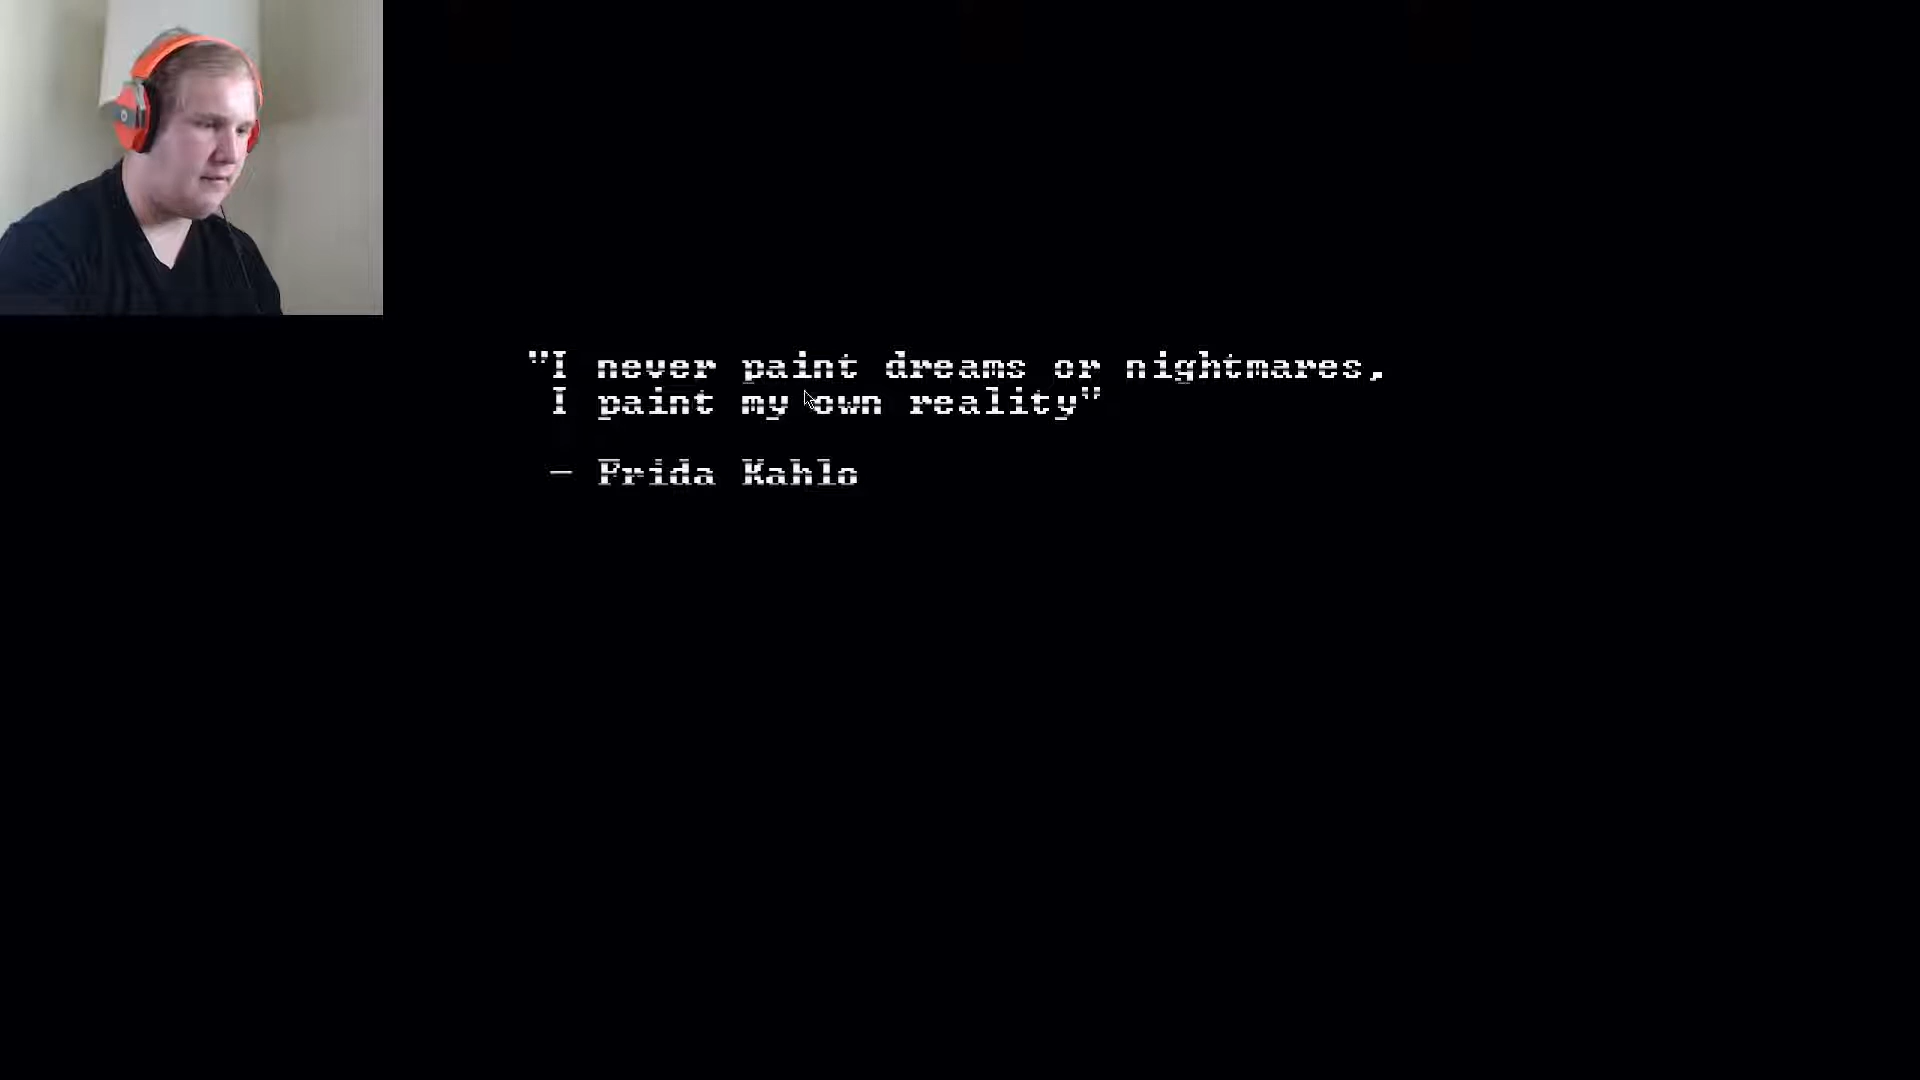 "I never paint dreams or nightmares,
I paint my own reality"
- Frida Kahlo